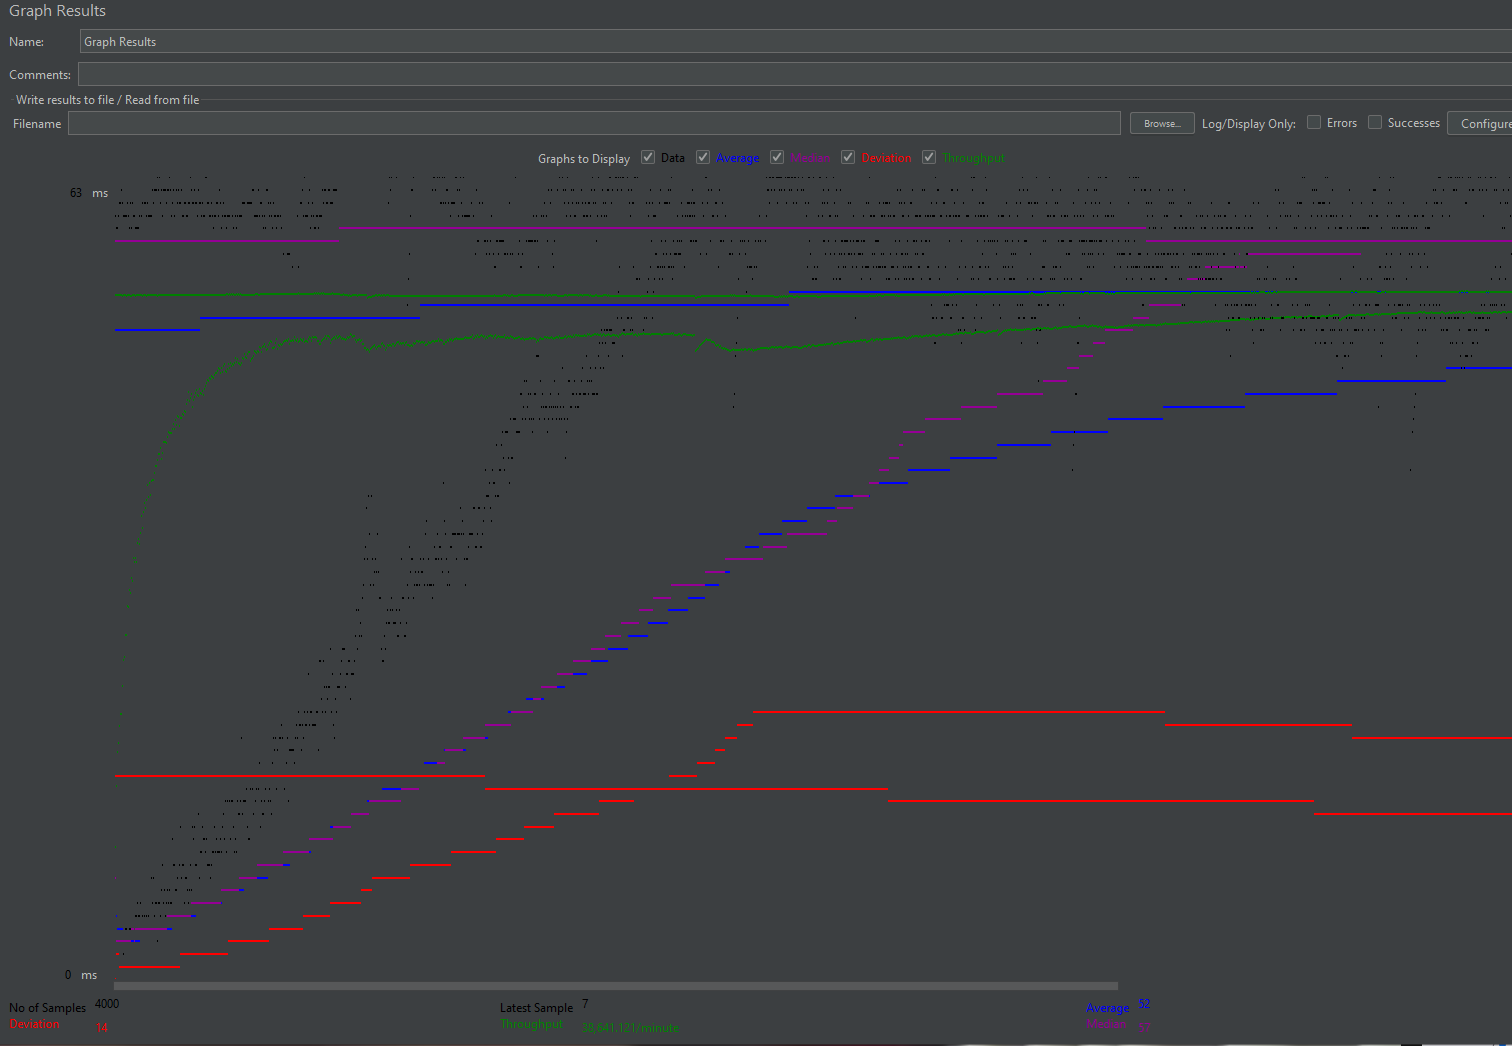 Graph Results
Name: Graph Results
Comments:
Write results to file / Read from file
Filename Browse... Log/Display Only: Errors Successes Configure
Graphs to Display Data Average Median Deviation Throughput
63 ms
0 ms
No of Samples 4000 Latest Sample 7 Average 52
Deviation 14 Throughput 38,641.121/minute Median